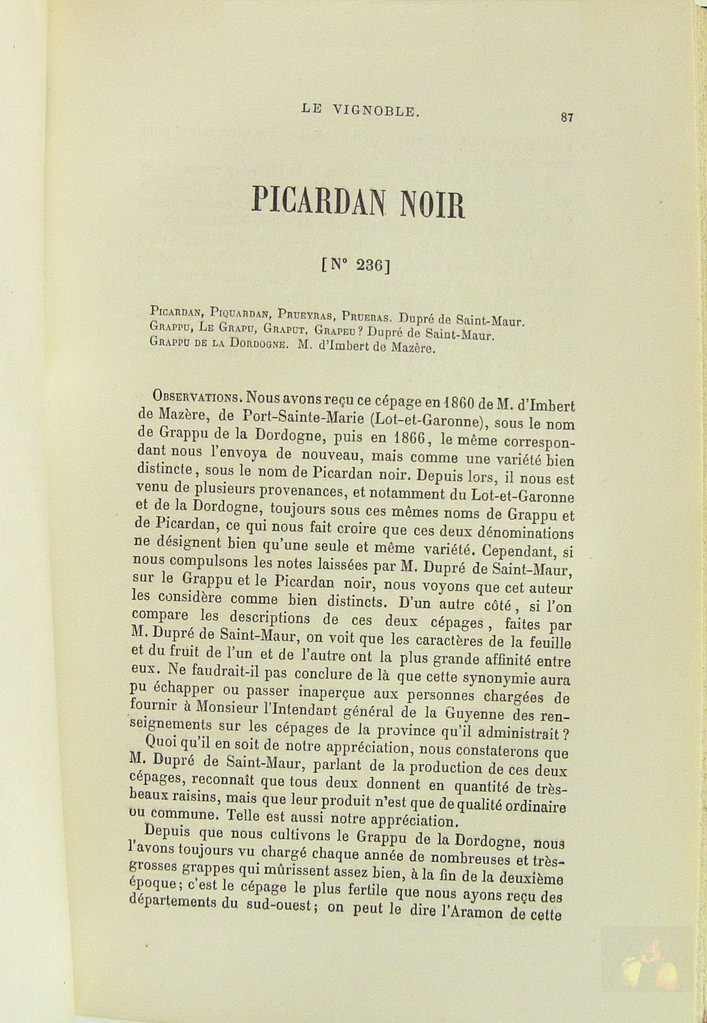 LE VIGNOBLE.
87
PICARDAN NOIR
[N° 236]
PICARDAN, PIQUARDAN, PRUEYRAS, PRUERAS. Dupré de Saint-Maur.
GRAPPU, LE GRAPU, GRAPUT, GRAPEU ? Dupré de Saint-Maur.
GRAPPU DE LA DORDOGNE. M. d'Imbert de Mazère.
OBSERVATIONS. Nous avons reçu ce cépage en 1860 de M. d'Imbert
de Mazère, de Port-Sainte-Marie (Lot-et-Garonne), sous le nom
de Grappu de la Dordogne, puis en 1866, le même correspon-
dant nous l'envoya de nouveau, mais comme une variété bien
distincte, sous le nom de Picardan noir. Depuis lors, il nous est
venu de plusieurs provenances, et notamment du Lot-et-Garonne
et de la Dordogne, toujours sous ces mêmes noms de Grappu et
de Picardan, ce qui nous fait croire que ces deux dénominations
ne désignent bien qu'une seule et même variété. Cependant, si
nous compulsons les notes laissées par M. Dupré de Saint-Maur,
sur le Grappu et le Picardan noir, nous voyons que cet auteur
les considère comme bien distincts. D'un autre côté, si l'on
compare les descriptions de ces deux cépages, faites par
M. Dupré de Saint-Maur, on voit que les caractères de la feuille
et du fruit de l'un et de l'autre ont la plus grande affinité entre
eux. Ne faudrait-il pas conclure de là que cette synonymie aura
pu échapper ou passer inaperçue aux personnes chargées de
fournir à Monsieur l'Intendant général de la Guyenne des ren-
seignements sur les cépages de la province qu'il administrait ?
Quoi qu'il en soit de notre appréciation, nous constaterons que
M. Dupré de Saint-Maur, parlant de la production de ces deux
cépages, reconnaît que tous deux donnent en quantité de très-
beaux raisins, mais que leur produit n'est que de qualité ordinaire
ou commune. Telle est aussi notre appréciation.
Depuis que nous cultivons le Grappu de la Dordogne, nous
l'avons toujours vu chargé chaque année de nombreuses et très-
grosses grappes qui mûrissent assez bien, à la fin de la deuxième
époque ; c'est le cépage le plus fertile que nous ayons reçu des
départements du sud-ouest ; on peut le dire l'Aramon de cette